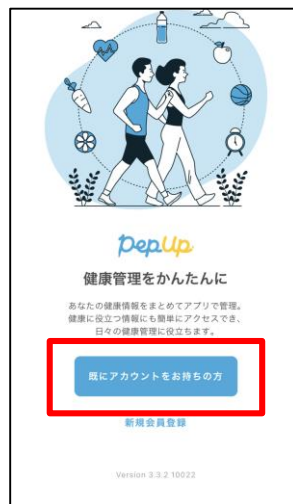 PepUp
健康管理をかんたんに
あなたの健康情報をまとめてアプリで管理。
健康に役立つ情報にも簡単にアクセスでき、
日々の健康管理に役立ちます。
既にアカウントをお持ちの方
新規会員登録
Version 3.3.2 10022